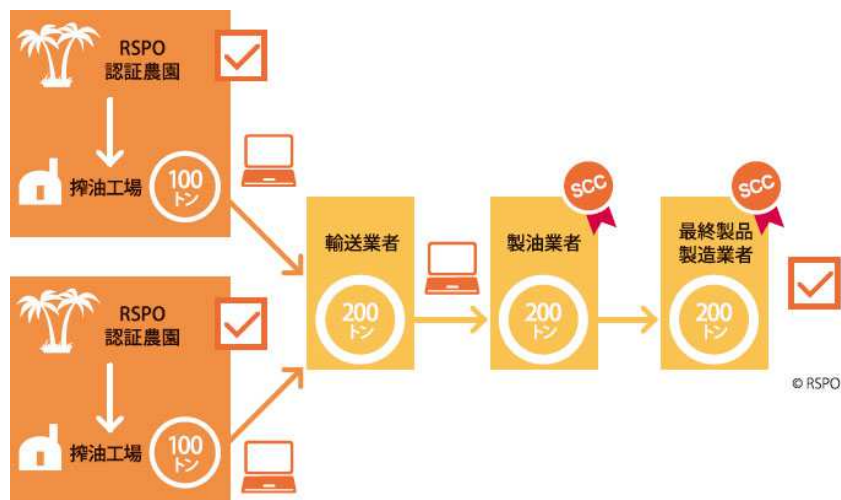 RSPO
認証農園
搾油工場
100
トン
RSPO
認証農園
搾油工場
100
トン
輸送業者
200
トン
SCC
製油業者
200
トン
SCC
最終製品
製造業者
200
トン
© RSPO